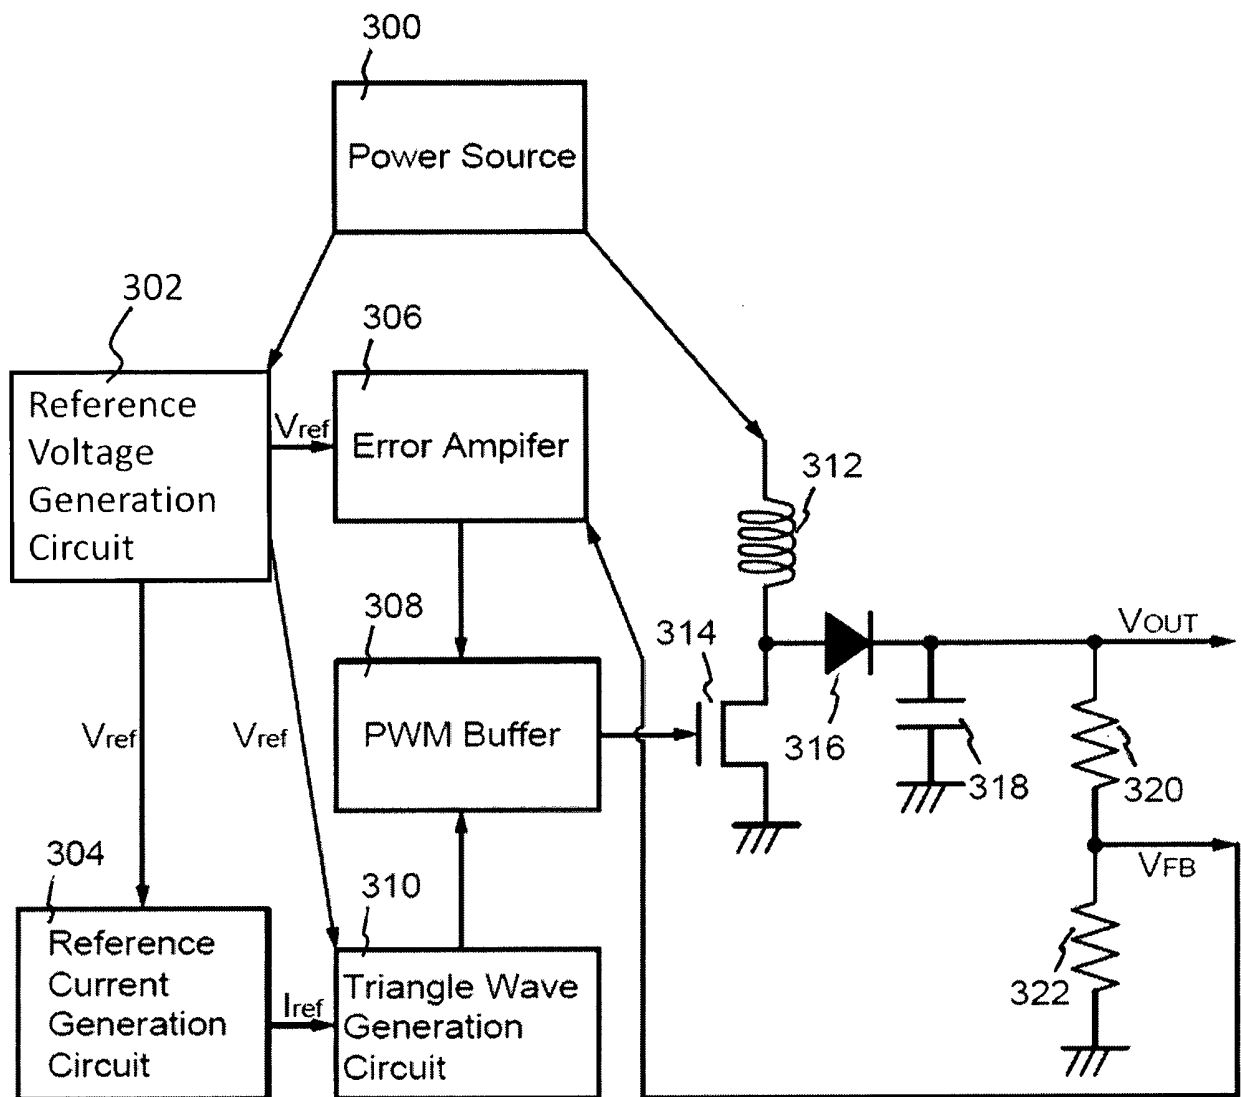 300
Power Source
302
306
Reference
Voltage
Generation
Circuit
Vref
Error Ampifer
312
308
314
VOUT
PWM Buffer
Vref
Vref
316
318
320
304
310
VFB
Reference
Current
Generation
Circuit
Iref
Triangle Wave
Generation
Circuit
322